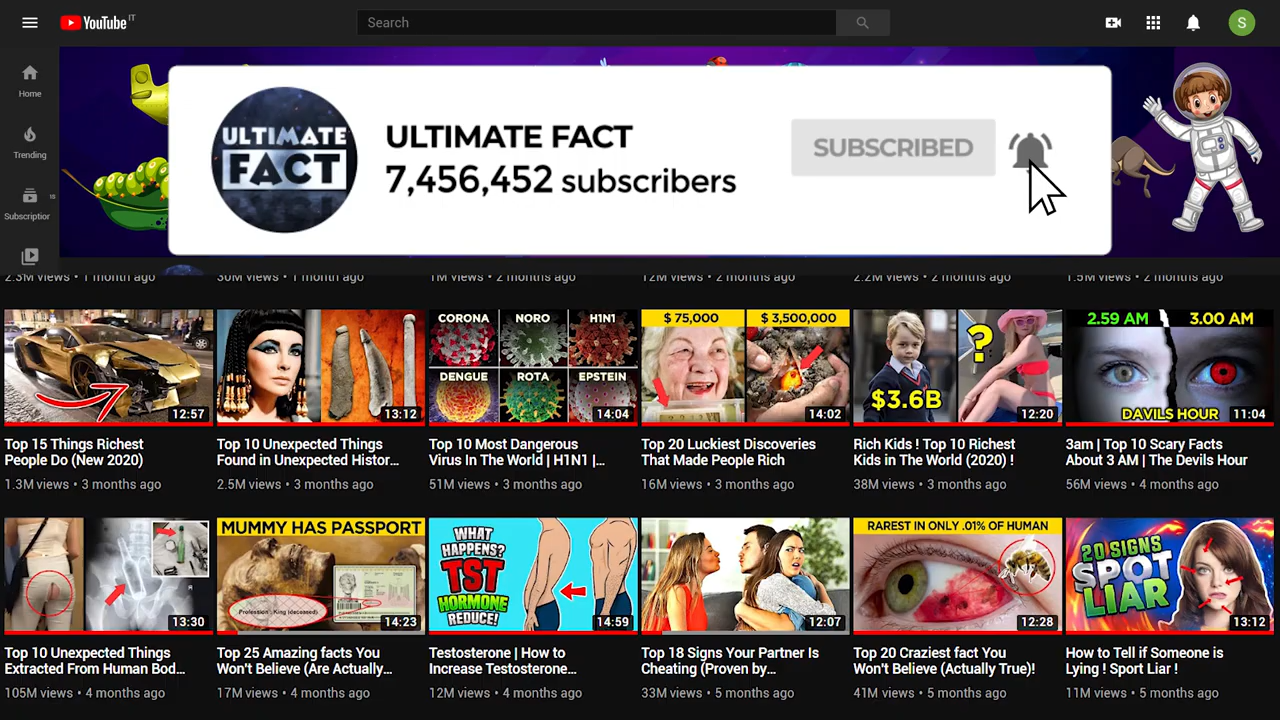 YouTube IT
Search
S
Home
Trending
Subscription
ULTIMATE
FACT
ULTIMATE FACT
7,456,452 subscribers
SUBSCRIBED
2.3M views • 1 month ago
30M views • 1 month ago
1M views • 2 months ago
12M views • 2 months ago
2.2M views • 2 months ago
1.5M views • 2 months ago
12:57
13:12
CORONA NORO H1N1
DENGUE ROTA EPSTEIN
14:04
$ 75,000 $ 3,500,000
14:02
?
$3.6B
12:20
2.59 AM 3.00 AM
DAVILS HOUR
11:04
Top 15 Things Richest
People Do (New 2020)
1.3M views • 3 months ago
Top 10 Unexpected Things
Found in Unexpected Histor...
2.5M views • 3 months ago
Top 10 Most Dangerous
Virus In The World | H1N1 |...
51M views • 3 months ago
Top 20 Luckiest Discoveries
That Made People Rich
16M views • 3 months ago
Rich Kids ! Top 10 Richest
Kids in The World (2020) !
38M views • 3 months ago
3am | Top 10 Scary Facts
About 3 AM | The Devils Hour
56M views • 4 months ago
13:30
MUMMY HAS PASSPORT
Profession : King (deceased)
14:23
WHAT
HAPPENS?
TST
HORMONE
REDUCE!
14:59
12:07
RAREST IN ONLY .01% OF HUMAN
12:28
20 SIGNS
SPOT
LIAR
13:12
Top 10 Unexpected Things
Extracted From Human Bod...
105M views • 4 months ago
Top 25 Amazing facts You
Won't Believe (Are Actually...
17M views • 4 months ago
Testosterone | How to
Increase Testosterone...
12M views • 4 months ago
Top 18 Signs Your Partner Is
Cheating (Proven by...
33M views • 5 months ago
Top 20 Craziest fact You
Won't Believe (Actually True)!
41M views • 5 months ago
How to Tell if Someone is
Lying ! Sport Liar !
11M views • 5 months ago